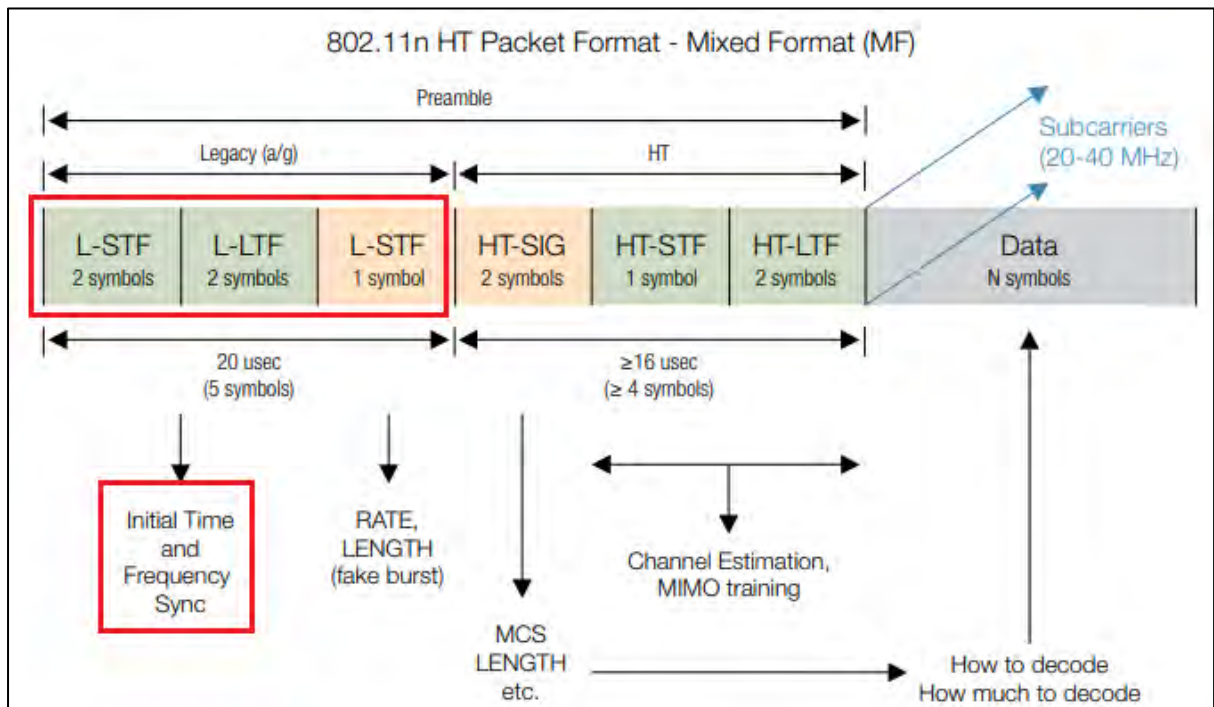 802.11n HT Packet Format - Mixed Format (MF)
Preamble
Subcarriers
(20-40 MHz)
Legacy (a/g)
HT
L-STF
2 symbols
L-LTF
2 symbols
L-STF
1 symbol
HT-SIG
2 symbols
HT-STF
1 symbol
HT-LTF
2 symbols
Data
N symbols
20 usec
(5 symbols)
≥16 usec
(≥ 4 symbols)
Initial Time
and
Frequency
Sync
RATE,
LENGTH
(fake burst)
Channel Estimation,
MIMO training
MCS
LENGTH
etc.
How to decode
How much to decode